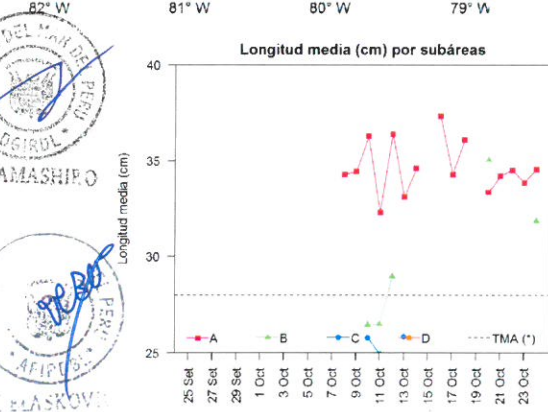 82° W 81° W 80° W 79° W
Longitud media (cm) por subáreas
DEL MAR DEL PERU
DGIRDL
AMASHIRO
Longitud media (cm)
40
35
30
25
A B C D TMA (*)
25 Set 27 Set 29 Set 1 Oct 3 Oct 5 Oct 7 Oct 9 Oct 11 Oct 13 Oct 15 Oct 17 Oct 19 Oct 21 Oct 23 Oct
PERU